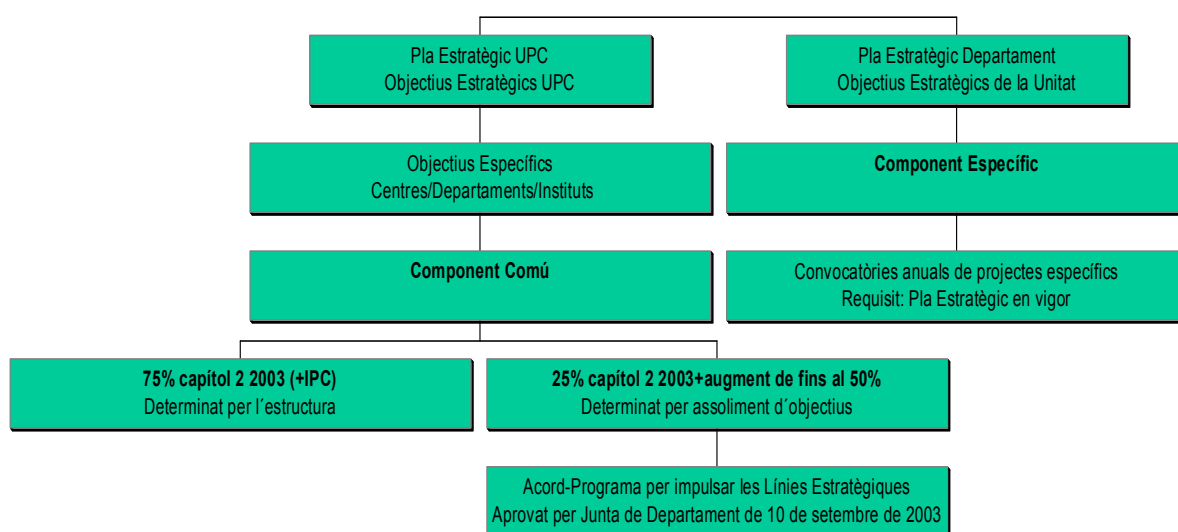 Pla Estratègic UPC
Objectius Estratègics UPC
Pla Estratègic Departament
Objectius Estratègics de la Unitat
Objectius Específics
Centres/Departaments/Instituts
Component Específic
Component Comú
Convocatòries anuals de projectes específics
Requisit: Pla Estratègic en vigor
75% capítol 2 2003 (+IPC)
Determinat per l´estructura
25% capítol 2 2003+augment de fins al 50%
Determinat per assoliment d´objectius
Acord-Programa per impulsar les Línies Estratègiques
Aprovat per Junta de Departament de 10 de setembre de 2003